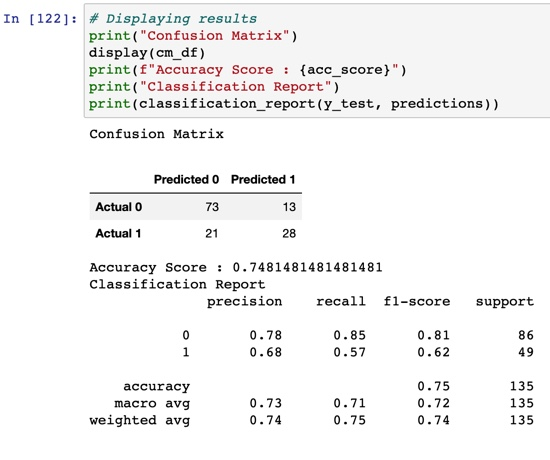 In [122]: # Displaying results
print("Confusion Matrix")
display(cm_df)
print(f"Accuracy Score : {acc_score}")
print("Classification Report")
print(classification_report(y_test, predictions))
Confusion Matrix
Predicted 0 Predicted 1
Actual 0 73 13
Actual 1 21 28
Accuracy Score : 0.7481481481481481
Classification Report
precision recall f1-score support
0 0.78 0.85 0.81 86
1 0.68 0.57 0.62 49
accuracy 0.75 135
macro avg 0.73 0.71 0.72 135
weighted avg 0.74 0.75 0.74 135